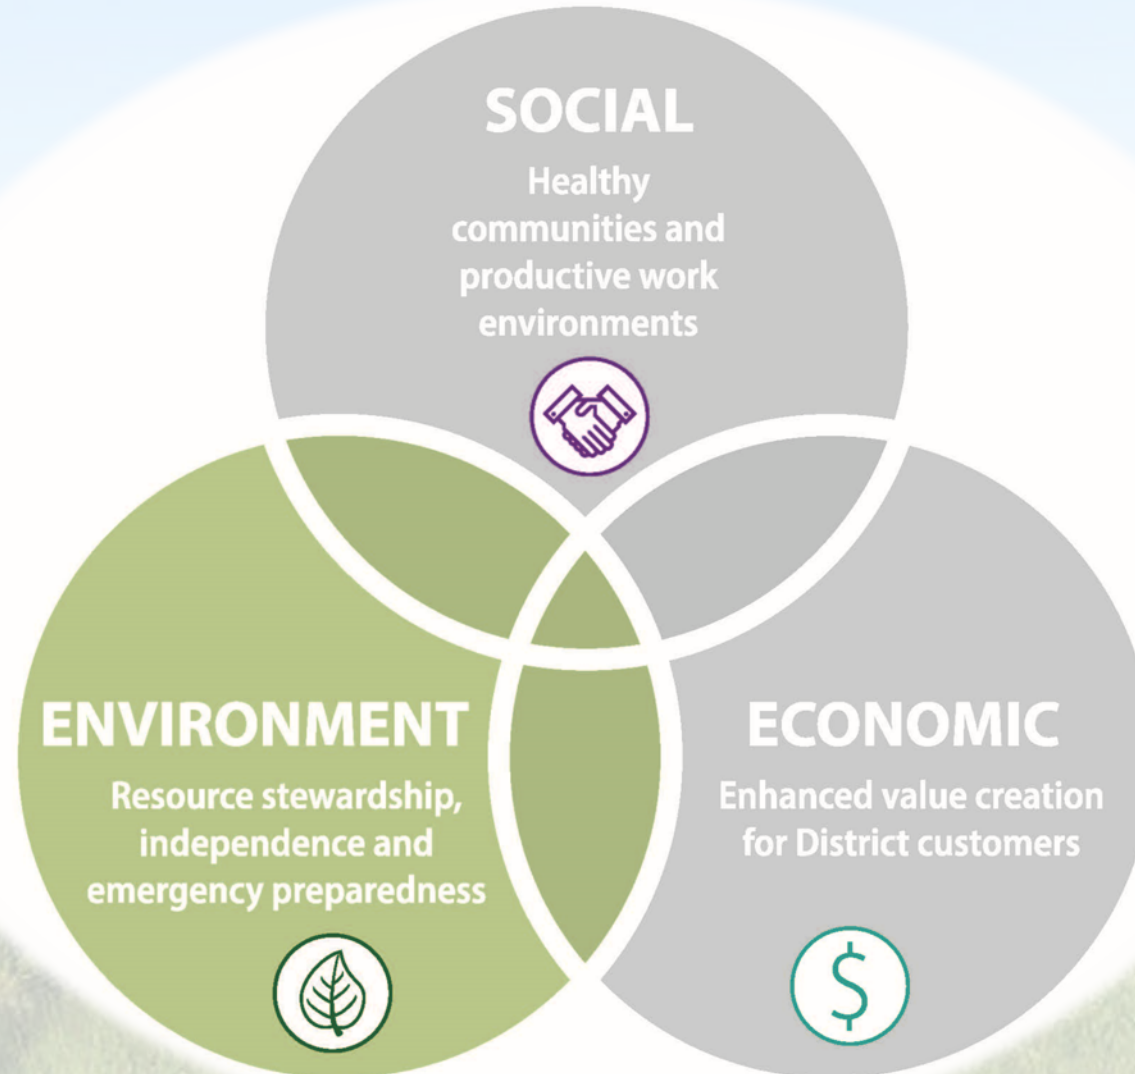 SOCIAL
Healthy
communities and
productive work
environments
ENVIRONMENT
Resource stewardship,
independence and
emergency preparedness
ECONOMIC
Enhanced value creation
for District customers
$